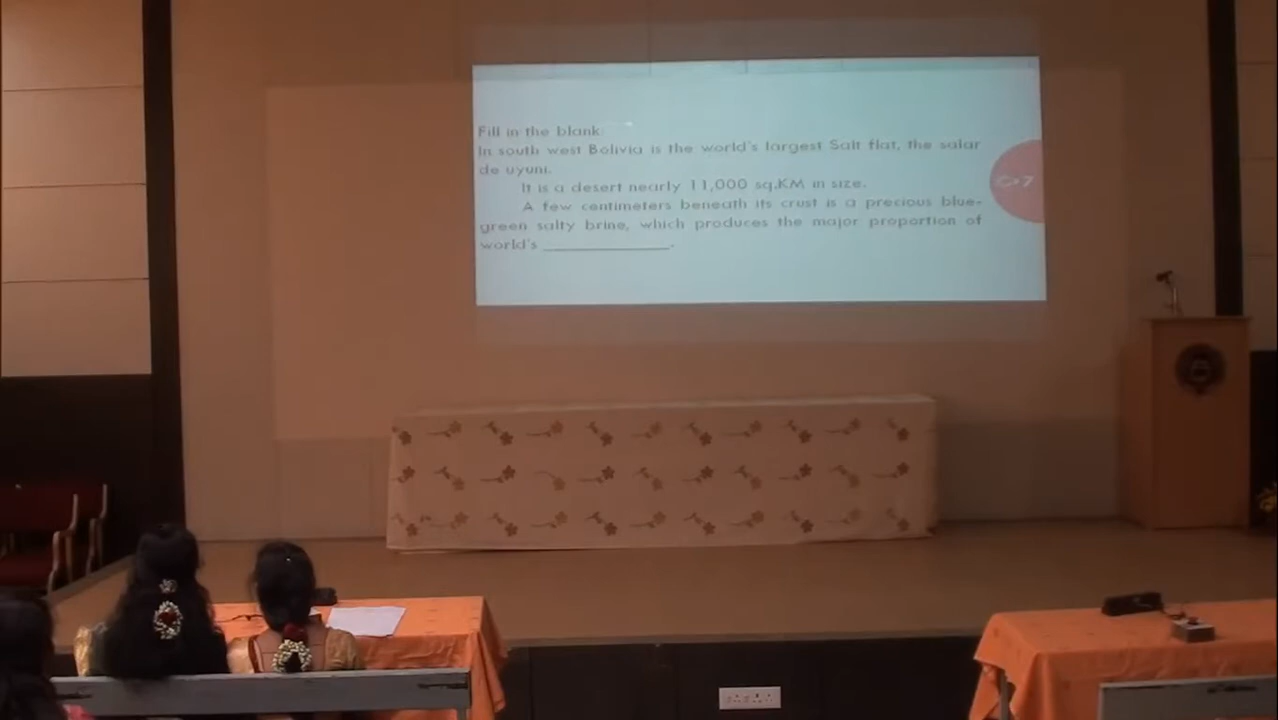 Fill in the blank:
In south west Bolivia is the world's largest Salt flat, the salar
de uyuni.
It is a desert nearly 11,000 sq.KM in size.
A few centimeters beneath its crust is a precious blue-
green salty brine, which produces the major proportion of
world's ______________.